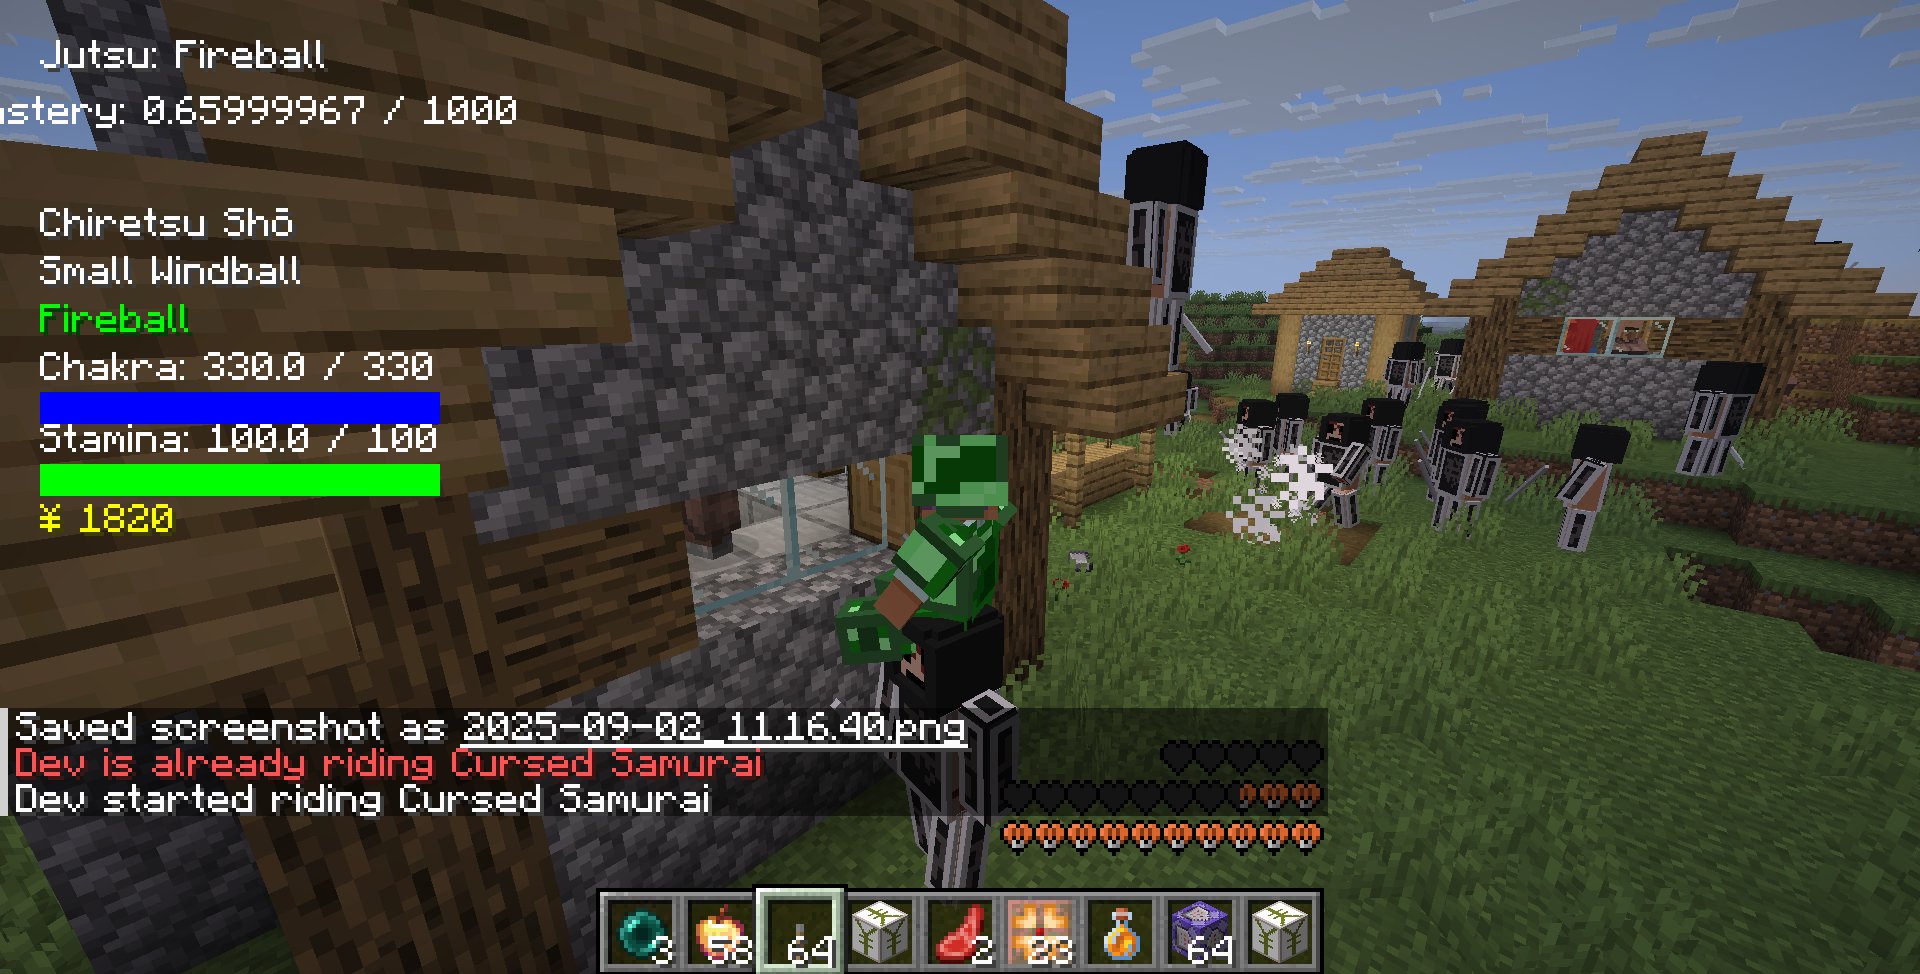 Jutsu: Fireball
astery: 0.65999967 / 1000
Chiretsu Shō
Small Windball
Fireball
Chakra: 330.0 / 330
Stamina: 100.0 / 100
¥ 1820
Saved screenshot as 2025-09-02_11.16.40.png
Dev is already riding Cursed Samurai
Dev started riding Cursed Samurai
3 58 64 2 28 64